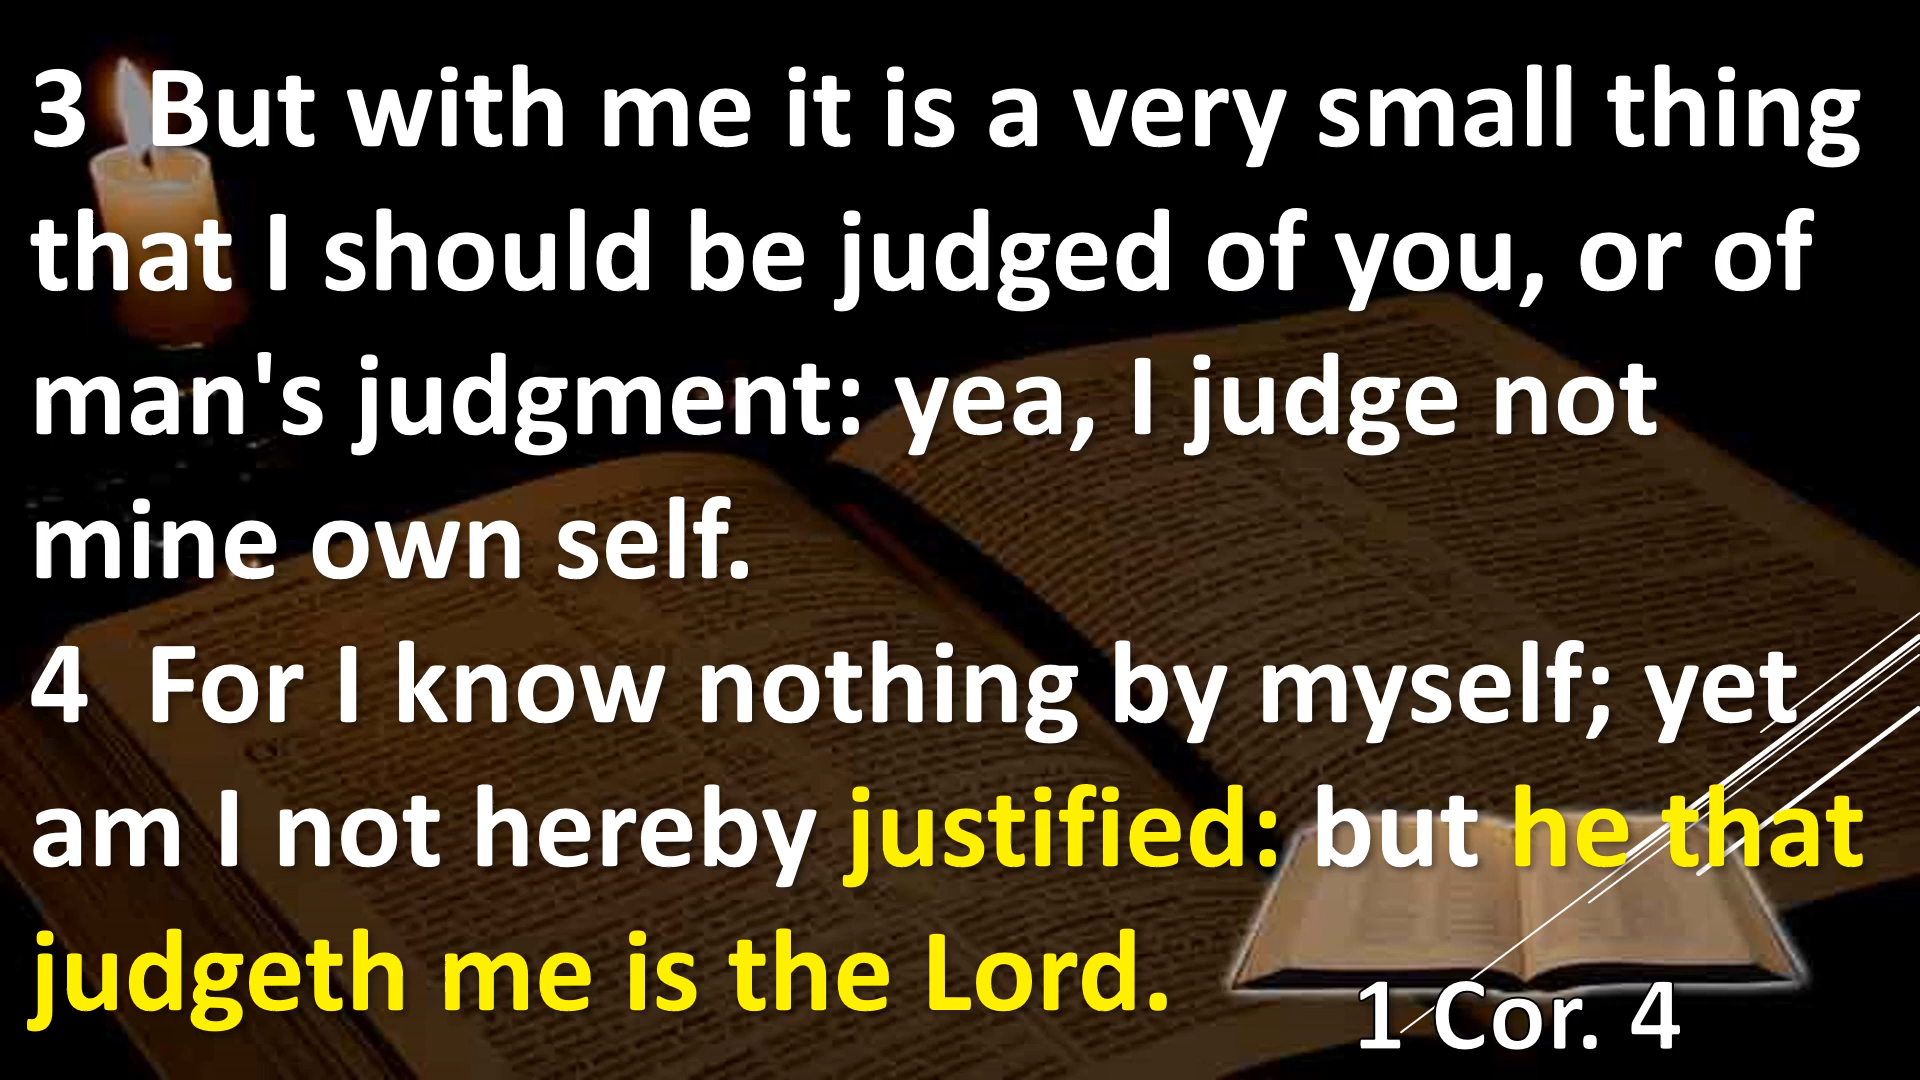 3 But with me it is a very small thing
that I should be judged of you, or of
man's judgment: yea, I judge not
mine own self.
4 For I know nothing by myself; yet
am I not hereby justified: but he that
judgeth me is the Lord.
1 Cor. 4